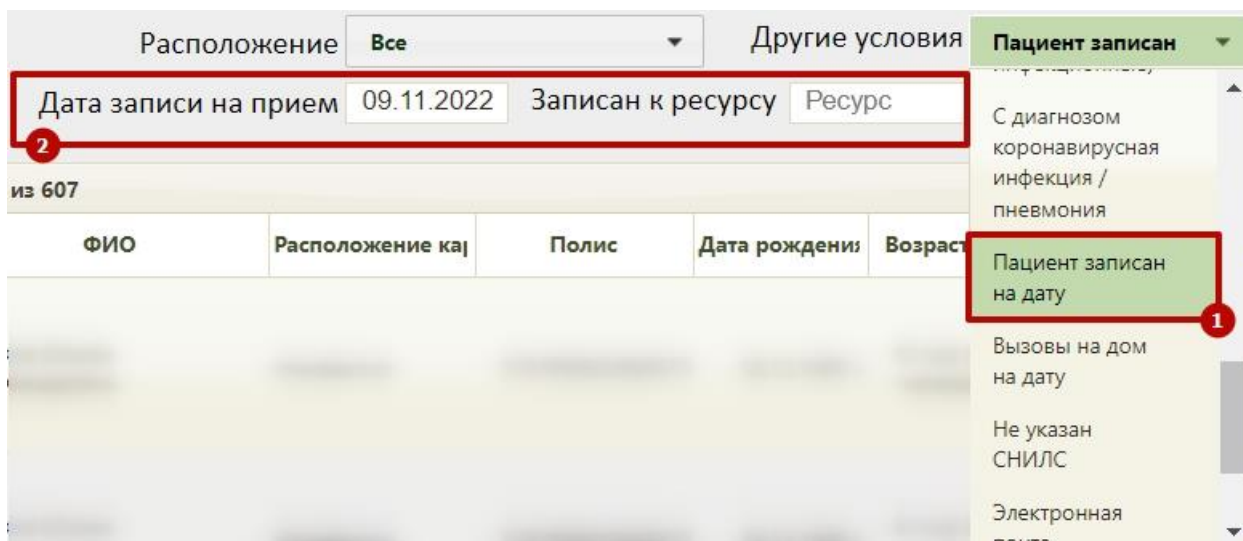 Расположение Все Другие условия Пациент записан
Дата записи на прием 09.11.2022 Записан к ресурсу Ресурс
2
из 607
ФИО Расположение кар Полис Дата рождения Возраст
С диагнозом
коронавирусная
инфекция /
пневмония
Пациент записан
на дату
1
Вызовы на дом
на дату
Не указан
СНИЛС
Электронная